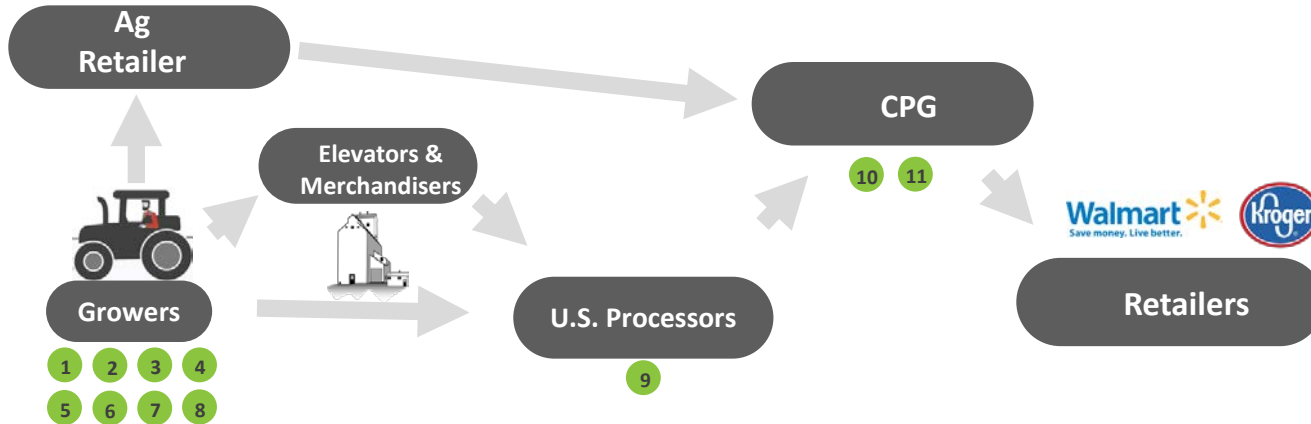 Ag
Retailer
CPG
Elevators &
Merchandisers
10 11
Walmart
Save money. Live better.
Kroger
Growers
U.S. Processors
Retailers
1 2 3 4
9
5 6 7 8